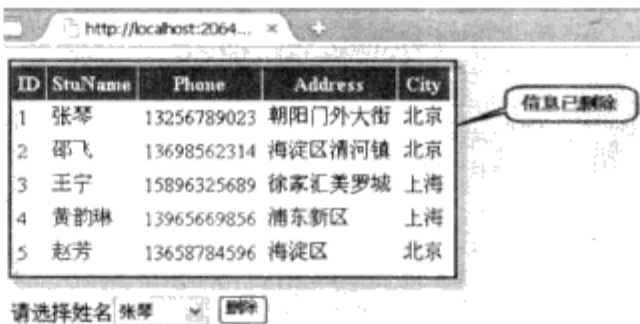 http://localhost:2064...
ID StuName Phone Address City
1 张琴 13256789023 朝阳门外大街 北京
2 邵飞 13698562314 海淀区清河镇 北京
3 王宁 15896325689 徐家汇美罗城 上海
4 黄韵琳 13965669856 浦东新区 上海
5 赵芳 13658784596 海淀区 北京
信息已删除
请选择姓名 张琴 删除